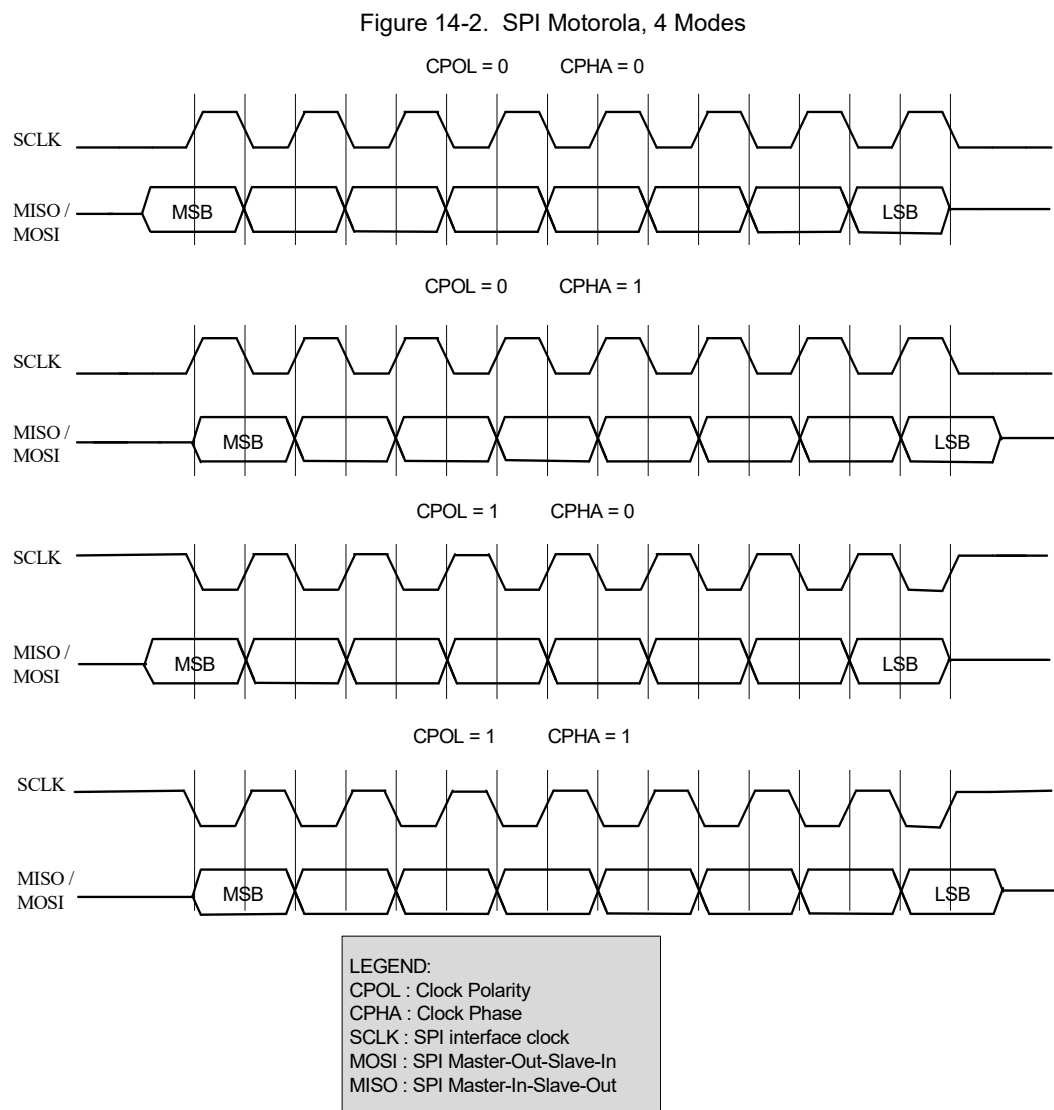 Figure 14-2. SPI Motorola, 4 Modes
CPOL = 0 CPHA = 0
SCLK
MISO /
MOSI
MSB LSB
CPOL = 0 CPHA = 1
SCLK
MISO /
MOSI
MSB LSB
CPOL = 1 CPHA = 0
SCLK
MISO /
MOSI
MSB LSB
CPOL = 1 CPHA = 1
SCLK
MISO /
MOSI
MSB LSB
LEGEND:
CPOL : Clock Polarity
CPHA : Clock Phase
SCLK : SPI interface clock
MOSI : SPI Master-Out-Slave-In
MISO : SPI Master-In-Slave-Out